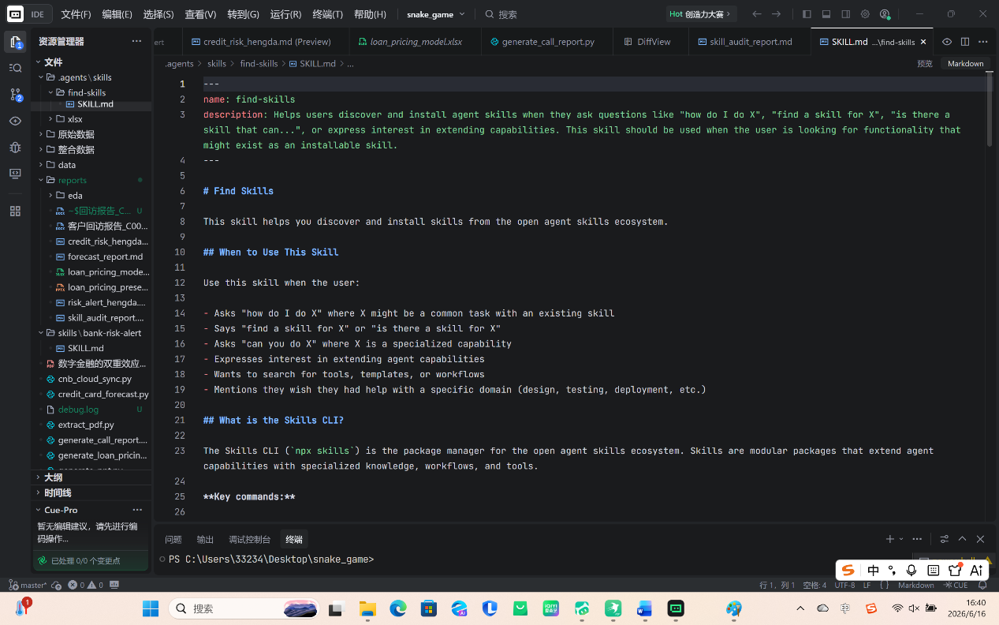 IDE 文件(F) 编辑(E) 选择(S) 查看(V) 转到(G) 运行(R) 终端(T) 帮助(H) snake_game 搜索 Hot 创造力大赛
资源管理器
文件
.agents\skills
find-skills
SKILL.md
xlsx
原始数据
整合数据
data
reports
eda
~$回访报告_C... U
客户回访报告_C00...
credit_risk_hengda...
forecast_report.md
loan_pricing_mode...
loan_pricing_prese...
risk_alert_hengda....
skill_audit_report....
skills\bank-risk-alert
SKILL.md
数字金融的双重效应...
cnb_cloud_sync.py
credit_card_forecast.py
debug.log U
extract_pdf.py
generate_call_report....
generate_loan_pricin...
大纲
时间线
Cue-Pro
暂无编辑建议，请先进行编
码操作...
已处理 0/0 个变更点
ert credit_risk_hengda.md (Preview) loan_pricing_model.xlsx generate_call_report.py DiffView skill_audit_report.md SKILL.md ...\find-skills
.agents > skills > find-skills > SKILL.md > ...
预览 Markdown
1 ---
2 name: find-skills
3 description: Helps users discover and install agent skills when they ask questions like "how do I do X", "find a skill for X", "is there a
skill that can...", or express interest in extending capabilities. This skill should be used when the user is looking for functionality that
might exist as an installable skill.
4 ---
5
6 # Find Skills
7
8 This skill helps you discover and install skills from the open agent skills ecosystem.
9
10 ## When to Use This Skill
11
12 Use this skill when the user:
13
14 - Asks "how do I do X" where X might be a common task with an existing skill
15 - Says "find a skill for X" or "is there a skill for X"
16 - Asks "can you do X" where X is a specialized capability
17 - Expresses interest in extending agent capabilities
18 - Wants to search for tools, templates, or workflows
19 - Mentions they wish they had help with a specific domain (design, testing, deployment, etc.)
20
21 ## What is the Skills CLI?
22
23 The Skills CLI (`npx skills`) is the package manager for the open agent skills ecosystem. Skills are modular packages that extend agent
capabilities with specialized knowledge, workflows, and tools.
24
25 **Key commands:**
26
问题 输出 调试控制台 终端
PS C:\Users\33234\Desktop\snake_game>
中
master* 0 0 行 1，列 1 空格: 4 UTF-8 LF { } Markdown CUE
1 搜索 中 16:40
2026/6/16